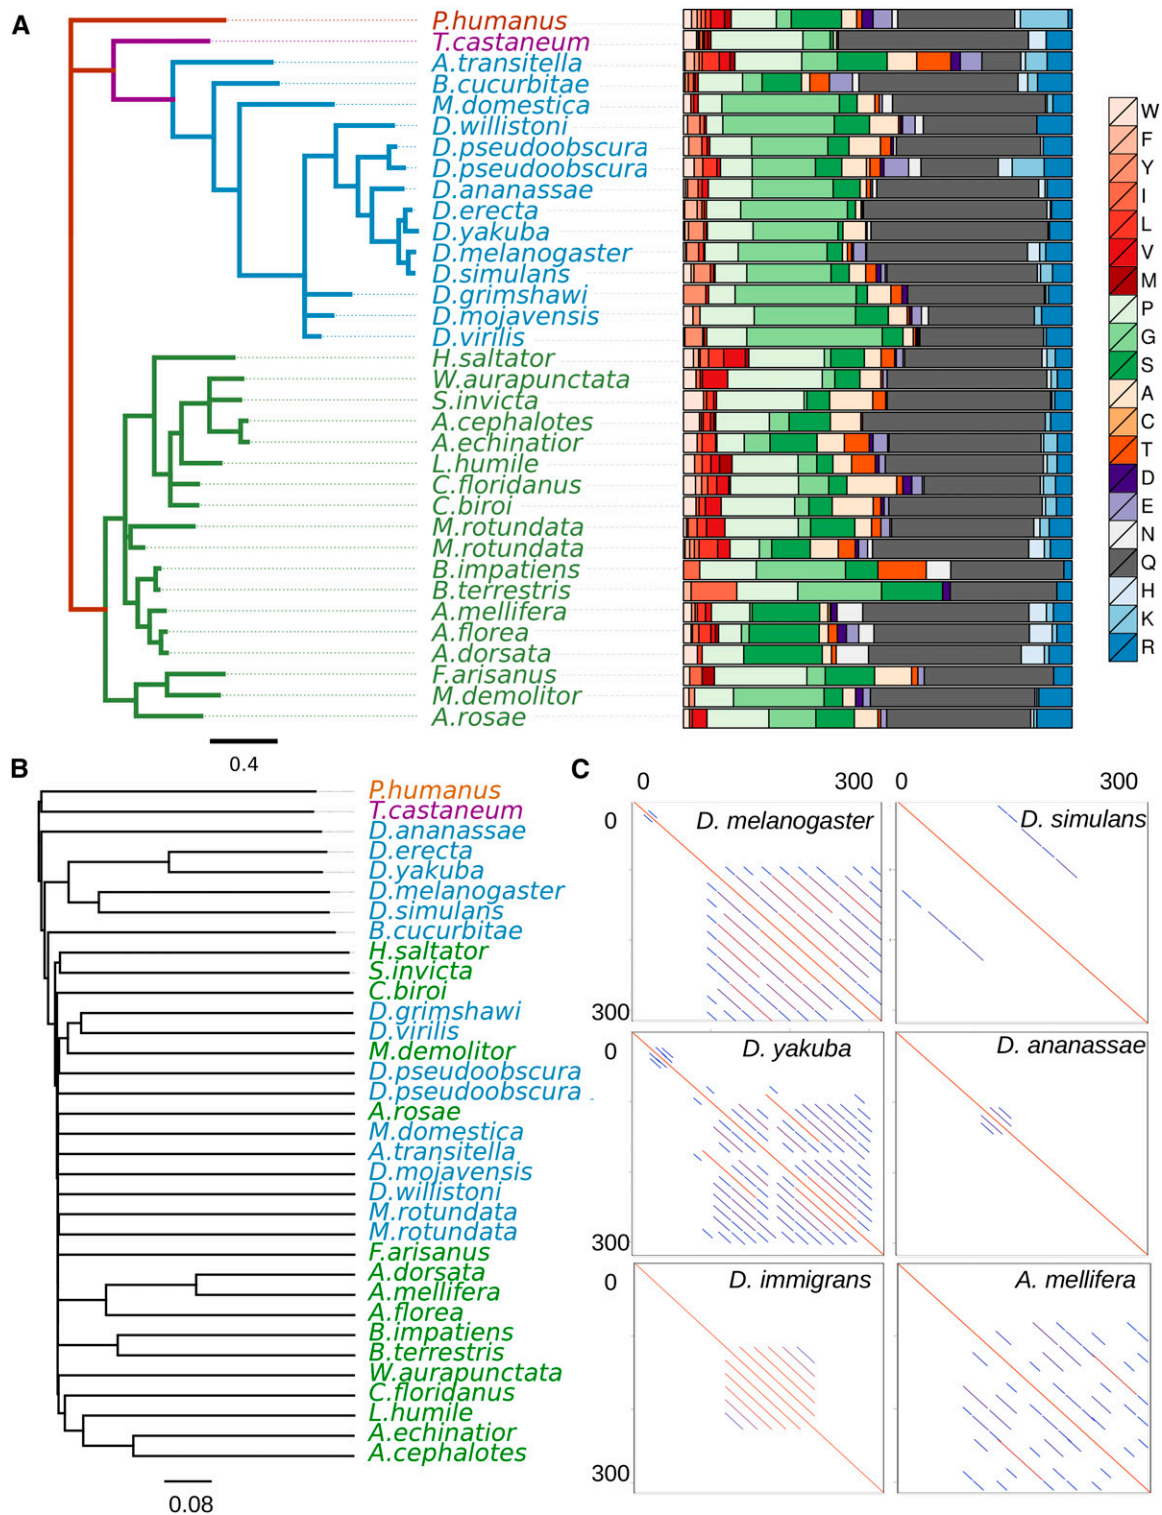 A
P.humanus
T.castaneum
A.transitella
B.cucurbitae
M.domestica
D.willistoni
D.pseudoobscura
D.pseudoobscura
D.ananassae
D.erecta
D.yakuba
D.melanogaster
D.simulans
D.grimshawi
D.mojavensis
D.virilis
H.saltator
W.aurapunctata
S.invicta
A.cephalotes
A.echinatior
L.humile
C.floridanus
C.biroi
M.rotundata
M.rotundata
B.impatiens
B.terrestris
A.mellifera
A.florea
A.dorsata
F.arisanus
M.demolitor
A.rosae
0.4
W
F
Y
I
L
V
M
P
G
S
A
C
T
D
E
N
Q
H
K
R
B
P.humanus
T.castaneum
D.ananassae
D.erecta
D.yakuba
D.melanogaster
D.simulans
B.cucurbitae
H.saltator
S.invicta
C.biroi
D.grimshawi
D.virilis
M.demolitor
D.pseudoobscura
D.pseudoobscura
A.rosae
M.domestica
A.transitella
D.mojavensis
D.willistoni
M.rotundata
M.rotundata
F.arisanus
A.dorsata
A.mellifera
A.florea
B.impatiens
B.terrestris
W.aurapunctata
C.floridanus
L.humile
A.echinatior
A.cephalotes
0.08
C
0 300 0 300
0
D. melanogaster
D. simulans
300
0
D. yakuba
D. ananassae
300
0
D. immigrans
A. mellifera
300